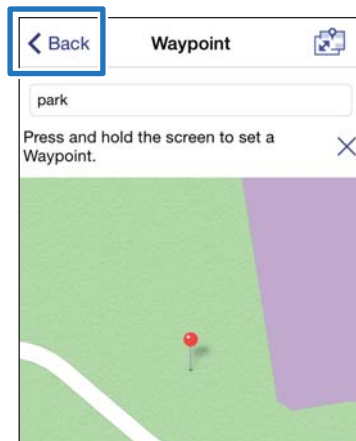 Back Waypoint
park
Press and hold the screen to set a
Waypoint.